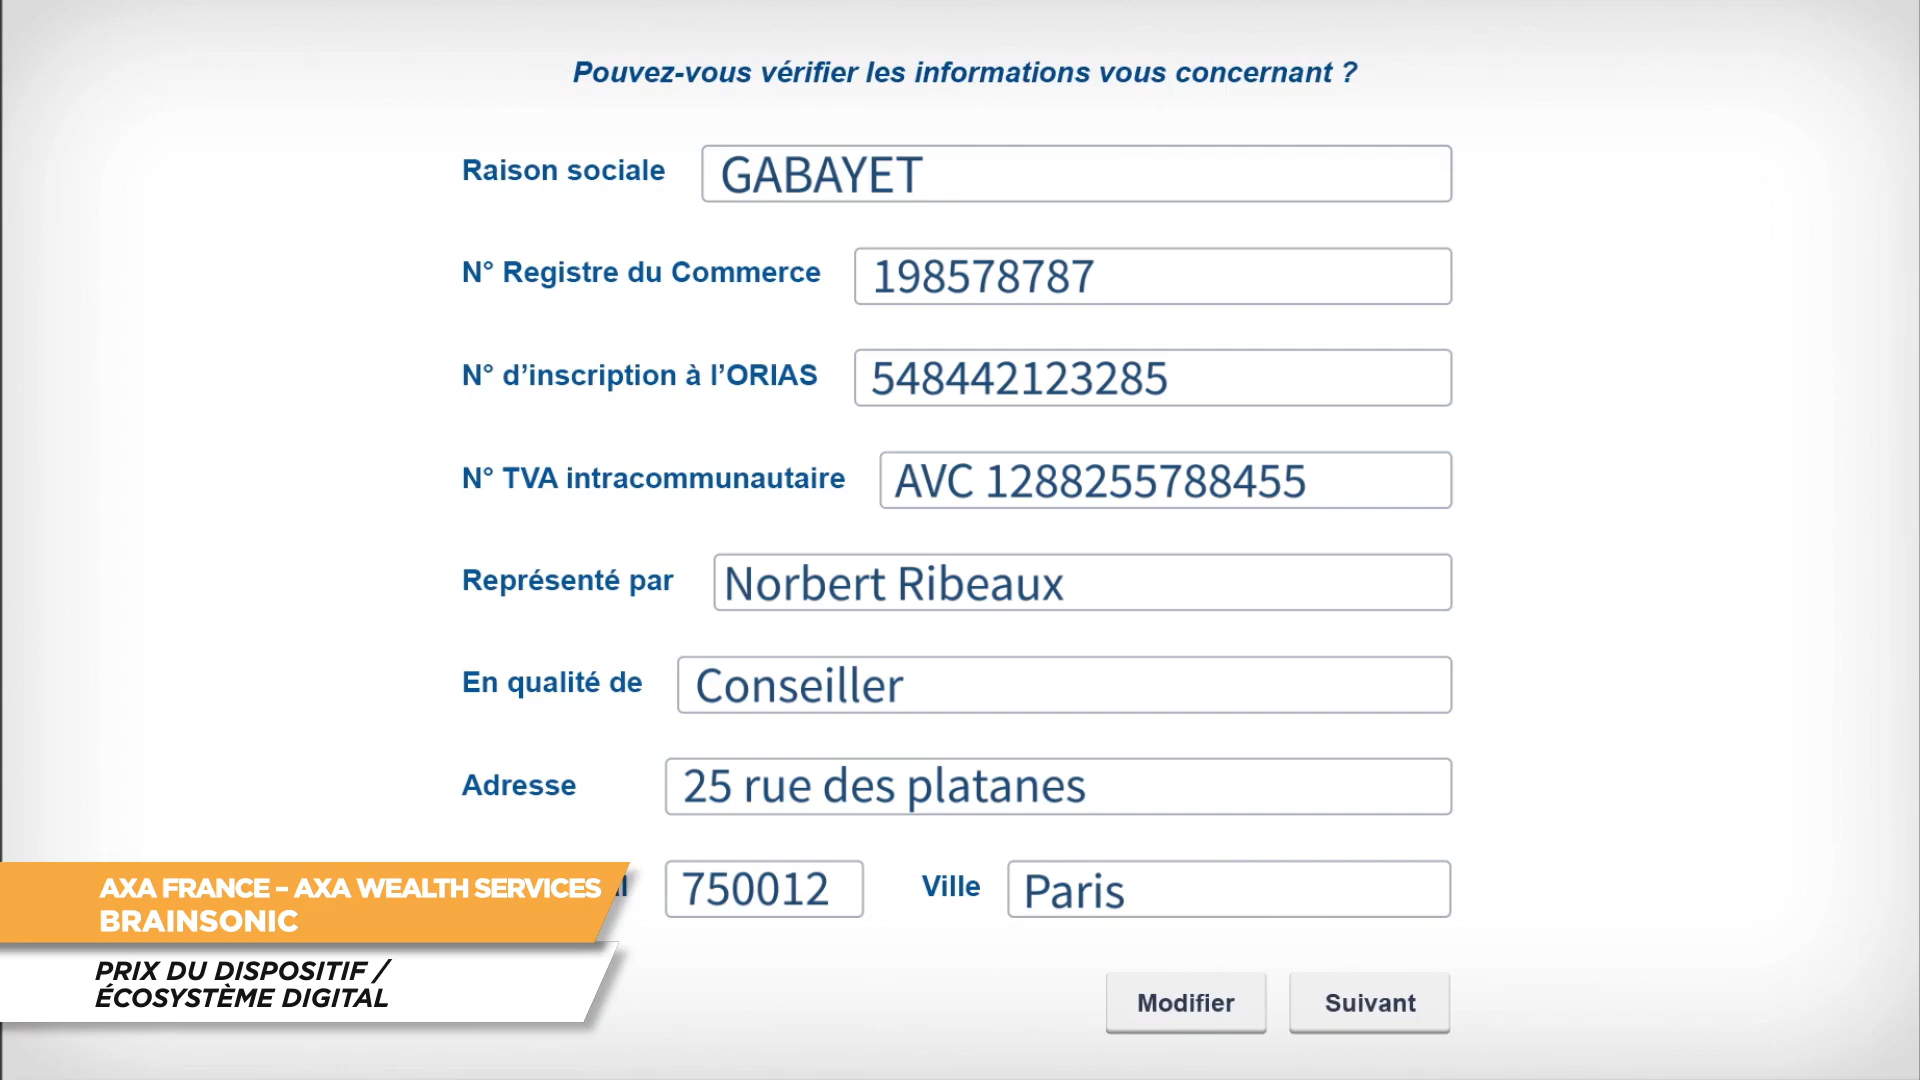 Pouvez-vous vérifier les informations vous concernant ?
Raison sociale GABAYET
N° Registre du Commerce 198578787
N° d’inscription à l’ORIAS 548442123285
N° TVA intracommunautaire AVC 1288255788455
Représenté par Norbert Ribeaux
En qualité de Conseiller
Adresse 25 rue des platanes
750012 Ville Paris
AXA FRANCE – AXA WEALTH SERVICES
BRAINSONIC
PRIX DU DISPOSITIF /
ÉCOSYSTÈME DIGITAL
Modifier Suivant